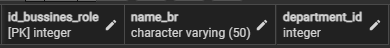 id_bussines_role
[PK] integer
name_br
character varying (50)
department_id
integer